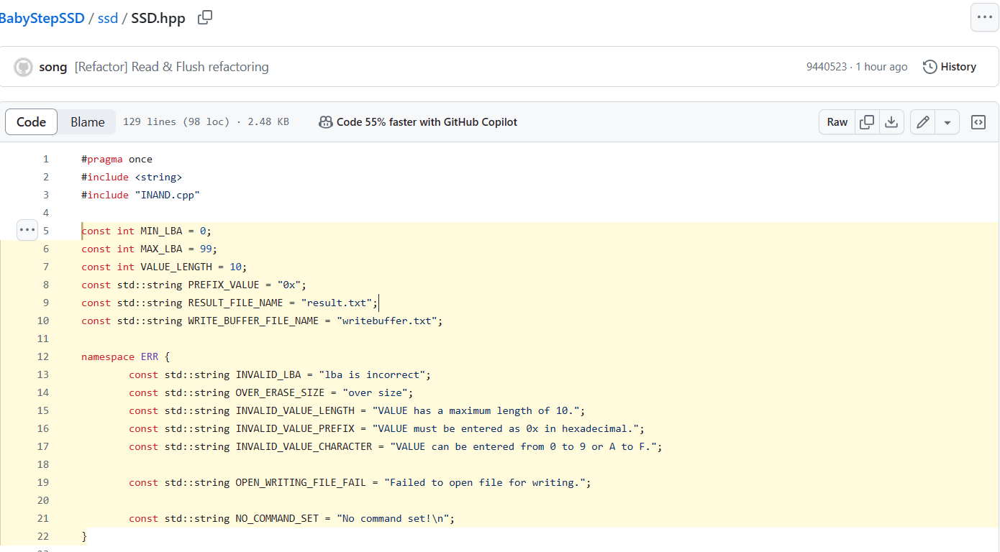 BabyStepSSD / ssd / SSD.hpp
song [Refactor] Read & Flush refactoring 9440523 · 1 hour ago History
Code Blame 129 lines (98 loc) · 2.48 KB Code 55% faster with GitHub Copilot Raw
1 #pragma once
2 #include <string>
3 #include "INAND.cpp"
4
5 const int MIN_LBA = 0;
6 const int MAX_LBA = 99;
7 const int VALUE_LENGTH = 10;
8 const std::string PREFIX_VALUE = "0x";
9 const std::string RESULT_FILE_NAME = "result.txt";
10 const std::string WRITE_BUFFER_FILE_NAME = "writebuffer.txt";
11
12 namespace ERR {
13 const std::string INVALID_LBA = "lba is incorrect";
14 const std::string OVER_ERASE_SIZE = "over size";
15 const std::string INVALID_VALUE_LENGTH = "VALUE has a maximum length of 10.";
16 const std::string INVALID_VALUE_PREFIX = "VALUE must be entered as 0x in hexadecimal.";
17 const std::string INVALID_VALUE_CHARACTER = "VALUE can be entered from 0 to 9 or A to F.";
18
19 const std::string OPEN_WRITING_FILE_FAIL = "Failed to open file for writing.";
20
21 const std::string NO_COMMAND_SET = "No command set!\n";
22 }